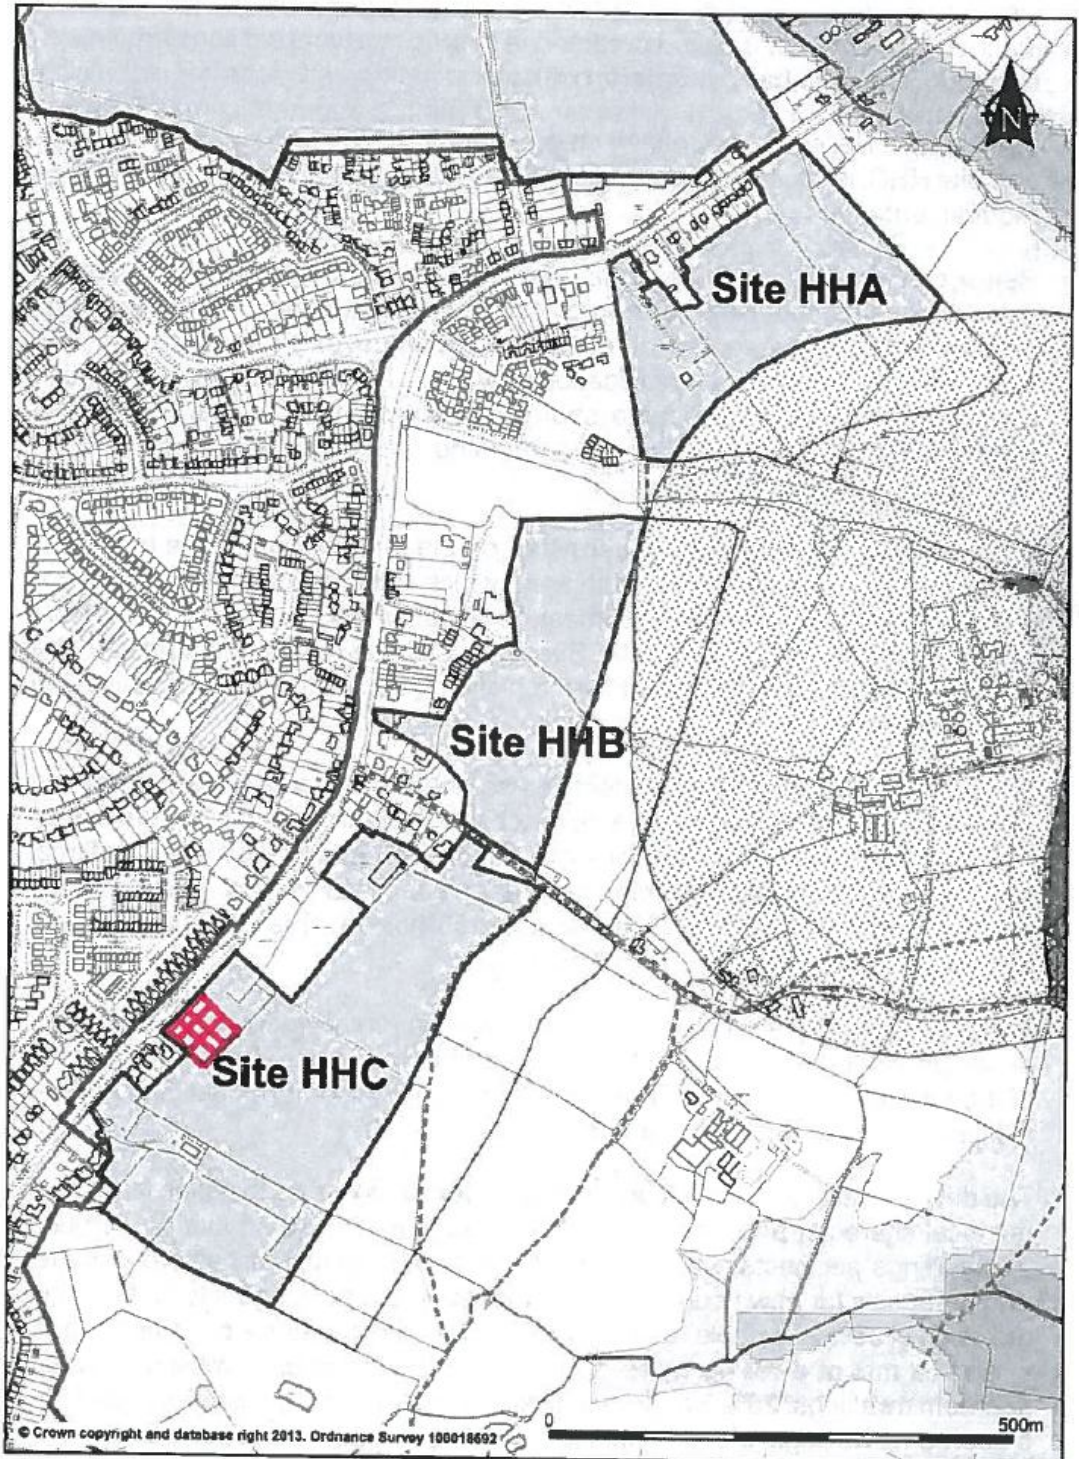 N
Site HHA
Site HHB
Site HHC
© Crown copyright and database right 2013. Ordnance Survey 100018692
0
500m